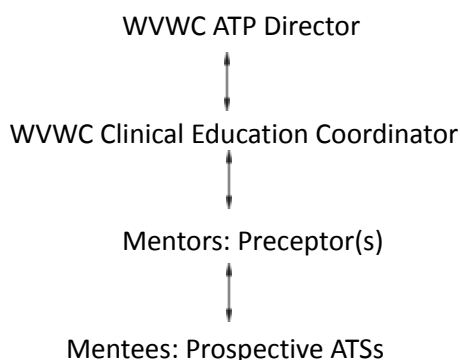 WVWC ATP Director
WVWC Clinical Education Coordinator
Mentors: Preceptor(s)
Mentees: Prospective ATSs